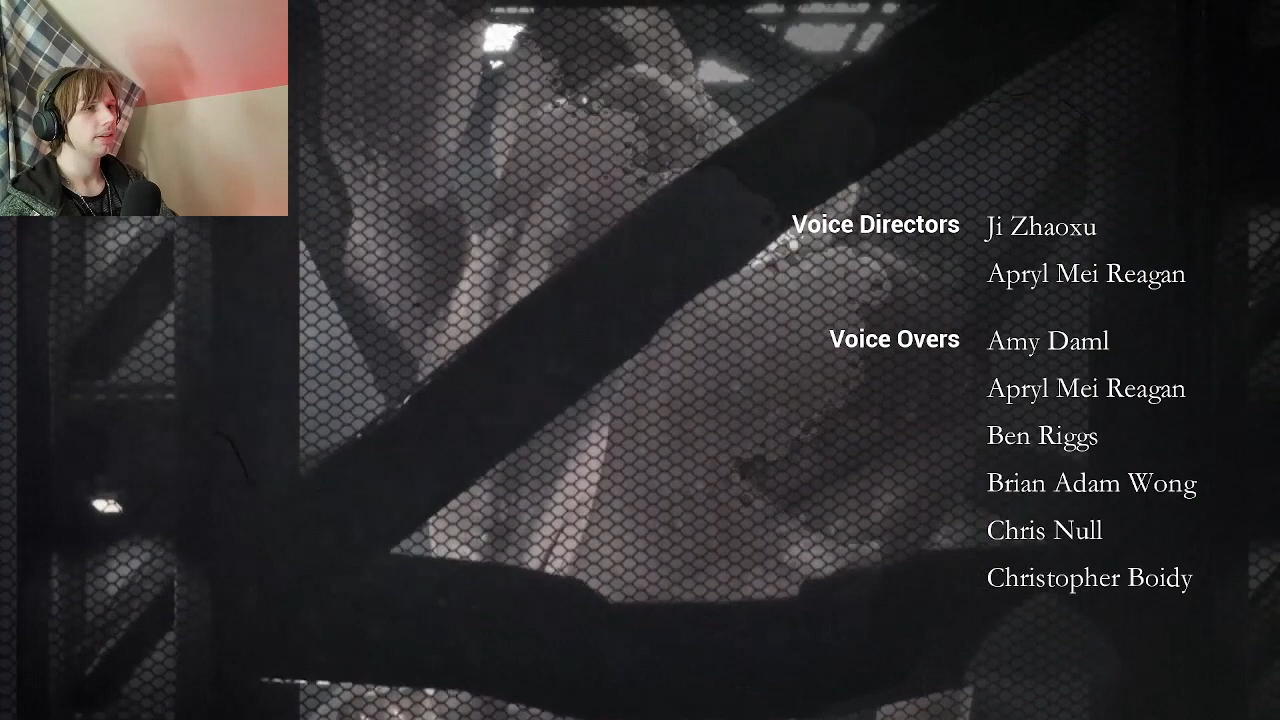 Voice Directors Ji Zhaoxu
Apryl Mei Reagan
Voice Overs Amy Daml
Apryl Mei Reagan
Ben Riggs
Brian Adam Wong
Chris Null
Christopher Boidy